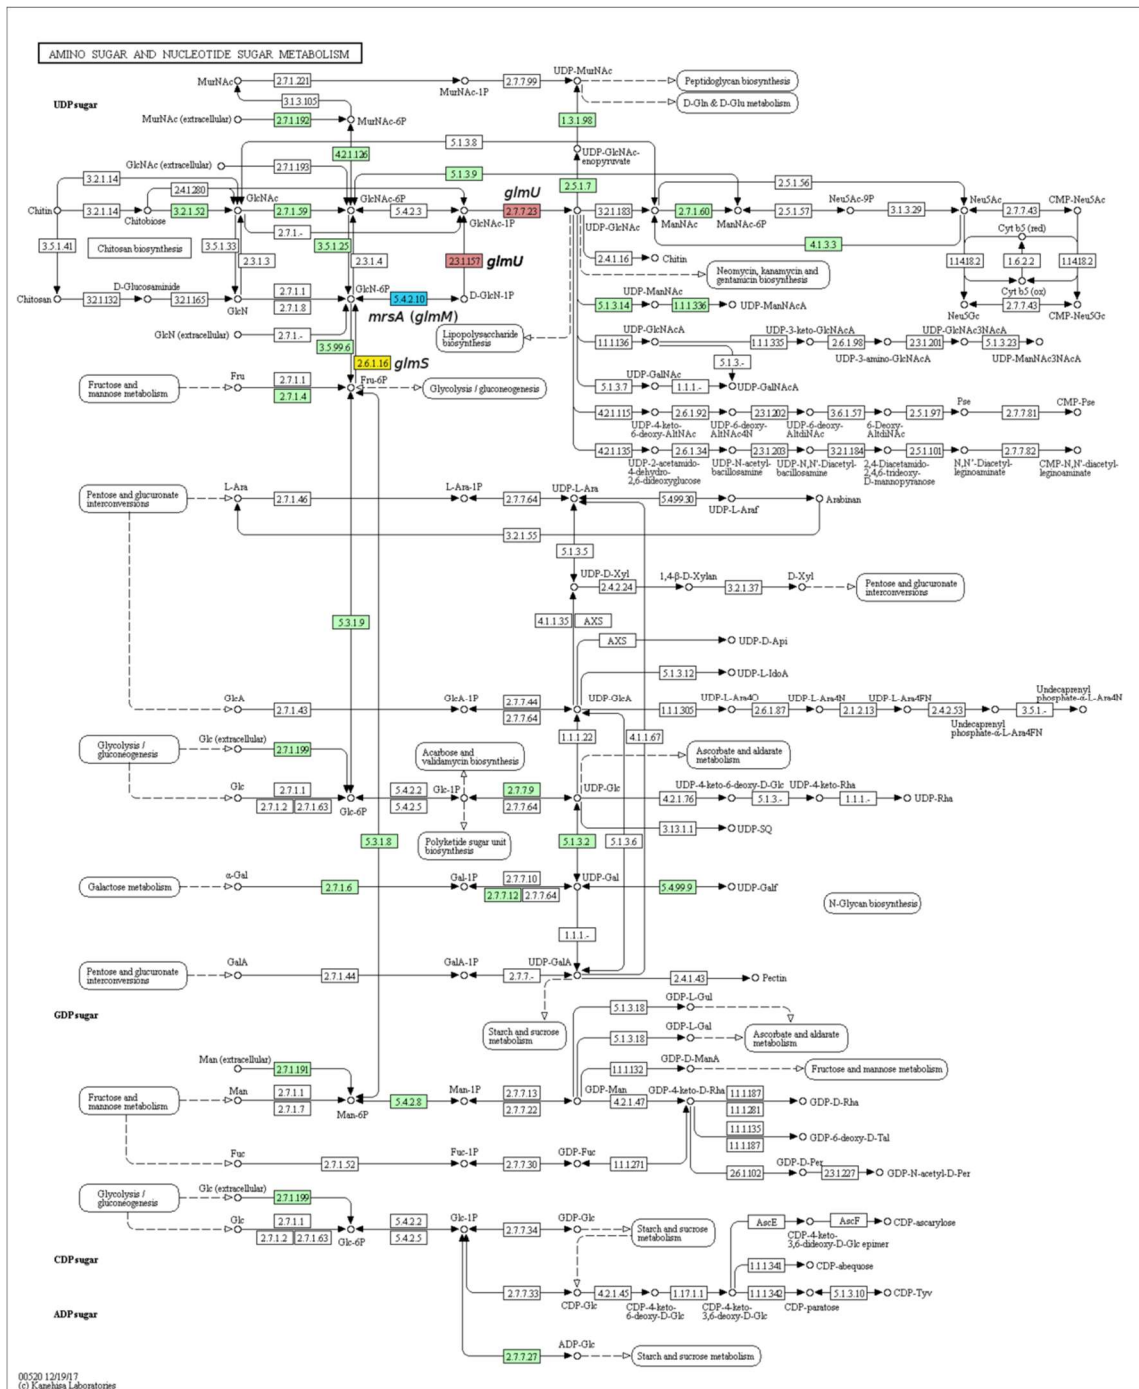 AMINO SUGAR AND NUCLEOTIDE SUGAR METABOLISM
UDP sugar
MurNAc
2.7.1.221
MurNAc-1P
2.7.7.99
UDP-MurNAc
Peptidoglycan biosynthesis
3.1.3.105
D-Gln & D-Glu metabolism
MurNAc (extracellular)
2.7.1.192
MurNAc-6P
1.3.1.98
4.2.1.126
5.1.3.8
UDP-GlcNAc-
enopyruvate
GlcNAc (extracellular)
2.7.1.193
5.1.3.9
2.5.1.7
3.2.1.14
2.4.1.280
GlcNAc
GlcNAc-6P
glmU
2.5.1.56
Chitin
3.2.1.14
Chitobiose
3.2.1.52
2.7.1.59
5.4.2.3
GlcNAc-1P
2.7.7.23
UDP-GlcNAc
3.2.1.183
ManNAc
2.7.1.60
ManNAc-6P
2.5.1.57
Neu5Ac-9P
3.1.3.29
Neu5Ac
2.7.7.43
CMP-Neu5Ac
2.7.1.-
4.1.3.3
Cyt b5 (red)
3.5.1.41
Chitosan biosynthesis
3.5.1.33
2.3.1.3
3.5.1.25
2.3.1.4
2.3.1.157
glmU
2.4.1.16
Chitin
1.14.18.2
1.6.2.2
1.14.18.2
Neomycin, kanamycin and
gentamicin biosynthesis
Cyt b5 (ox)
Chitosan
3.2.1.132
D-Glucosaminide
3.2.1.165
GlcN
2.7.1.1
2.7.1.8
GlcN-6P
5.4.2.10
D-GlcN-1P
mrsA (glmM)
UDP-ManNAc
5.1.3.14
1.1.1.336
UDP-ManNAcA
Neu5Gc
2.7.7.43
CMP-Neu5Gc
GlcN (extracellular)
2.7.1.-
3.5.99.6
Lipopolysaccharide
biosynthesis
UDP-GlcNAcA
1.1.1.136
UDP-3-keto-GlcNAcA
1.1.1.335
2.6.1.98
UDP-3-amino-GlcNAcA
UDP-GlcNAc3NAcA
2.3.1.201
5.1.3.23
UDP-ManNAc3NAcA
5.1.3.-
2.6.1.16
glmS
Fructose and
mannose metabolism
Fru
2.7.1.1
2.7.1.4
Fru-6P
Glycolysis / gluconeogenesis
UDP-GalNAc
5.1.3.7
1.1.1.-
UDP-GalNAcA
4.2.1.115
UDP-4-keto-
6-deoxy-AltNAc
2.6.1.92
UDP-6-deoxy-
AltNAc4N
2.3.1.202
UDP-6-deoxy-
AltdiNAc
3.6.1.57
6-Deoxy-
AltdiNAc
2.5.1.97
Pse
2.7.7.81
CMP-Pse
4.2.1.135
UDP-2-acetamido-
4-dehydro-
2,6-dideoxyglucose
2.6.1.34
UDP-N-acetyl-
bacillosamine
2.3.1.203
UDP-N,N'-Diacetyl-
bacillosamine
3.2.1.184
2,4-Diacetamido-
2,4,6-trideoxy-
D-mannopyranose
2.5.1.101
N,N'-Diacetyl-
legionaminate
2.7.7.82
CMP-N,N'-diacetyl-
legionaminate
Pentose and glucuronate
interconversions
L-Ara
2.7.1.46
L-Ara-1P
2.7.7.64
UDP-L-Ara
5.4.99.30
UDP-L-Araf
Arabinan
3.2.1.55
5.1.3.5
UDP-D-Xyl
2.4.2.24
1,4-β-D-Xylan
3.2.1.37
D-Xyl
Pentose and glucuronate
interconversions
5.3.1.9
4.1.1.35
AXS
AXS
UDP-D-Api
5.1.3.12
UDP-L-IdoA
GlcA
2.7.1.43
GlcA-1P
2.7.7.44
2.7.7.64
UDP-GlcA
1.1.1.305
UDP-L-Ara4O
2.6.1.87
UDP-L-Ara4N
2.1.2.13
UDP-L-Ara4FN
2.4.2.53
Undecaprenyl
phosphate-α-L-Ara4FN
3.5.1.-
Undecaprenyl
phosphate-α-L-Ara4N
Glycolysis /
gluconeogenesis
Glc (extracellular)
2.7.1.199
1.1.1.22
4.1.1.67
Acarbose and
validamycin biosynthesis
Ascorbate and aldarate
metabolism
Glc
2.7.1.1
2.7.1.2
2.7.1.63
Glc-6P
5.4.2.2
5.4.2.5
Glc-1P
2.7.7.9
2.7.7.64
UDP-Glc
4.2.1.76
UDP-4-keto-6-deoxy-D-Glc
5.1.3.-
UDP-4-keto-Rha
1.1.1.-
UDP-Rha
3.13.1.1
UDP-SQ
5.3.1.8
Polyketide sugar unit
biosynthesis
5.1.3.2
5.1.3.6
Galactose metabolism
α-Gal
2.7.1.6
Gal-1P
2.7.7.10
2.7.7.12
2.7.7.64
UDP-Gal
5.4.99.9
UDP-Galf
N-Glycan biosynthesis
1.1.1.-
Pentose and glucuronate
interconversions
GalA
2.7.1.44
GalA-1P
2.7.7.-
UDP-GalA
2.4.1.43
Pectin
GDP sugar
Starch and sucrose
metabolism
5.1.3.18
GDP-L-Gul
5.1.3.18
GDP-L-Gal
Ascorbate and aldarate
metabolism
Man (extracellular)
2.7.1.191
1.1.1.132
GDP-D-ManA
Fructose and mannose metabolism
Fructose and
mannose metabolism
Man
2.7.1.1
2.7.1.7
Man-6P
5.4.2.8
Man-1P
2.7.7.13
2.7.7.22
GDP-Man
4.2.1.47
GDP-4-keto-D-Rha
1.1.1.187
1.1.1.281
GDP-D-Rha
1.1.1.135
1.1.1.187
GDP-6-deoxy-D-Tal
Fuc
2.7.1.52
Fuc-1P
2.7.7.30
GDP-Fuc
1.1.1.271
2.6.1.102
GDP-D-Per
2.3.1.227
GDP-N-acetyl-D-Per
Glycolysis /
gluconeogenesis
Glc (extracellular)
2.7.1.199
Glc
2.7.1.1
2.7.1.2
2.7.1.63
Glc-6P
5.4.2.2
5.4.2.5
Glc-1P
2.7.7.34
GDP-Glc
Starch and sucrose
metabolism
AscE
AscF
CDP-ascarylose
CDP-4-keto-
3,6-dideoxy-D-Glc epimer
CDP sugar
1.1.1.341
CDP-abequose
2.7.7.33
CDP-Glc
4.2.1.45
CDP-4-keto-
6-deoxy-D-Glc
1.17.1.1
CDP-4-keto-
3,6-dideoxy-D-Glc
1.1.1.342
CDP-paratose
5.1.3.10
CDP-Tyv
ADP sugar
2.7.7.27
ADP-Glc
Starch and sucrose metabolism
00520 12/19/17
(c) Kanehisa Laboratories